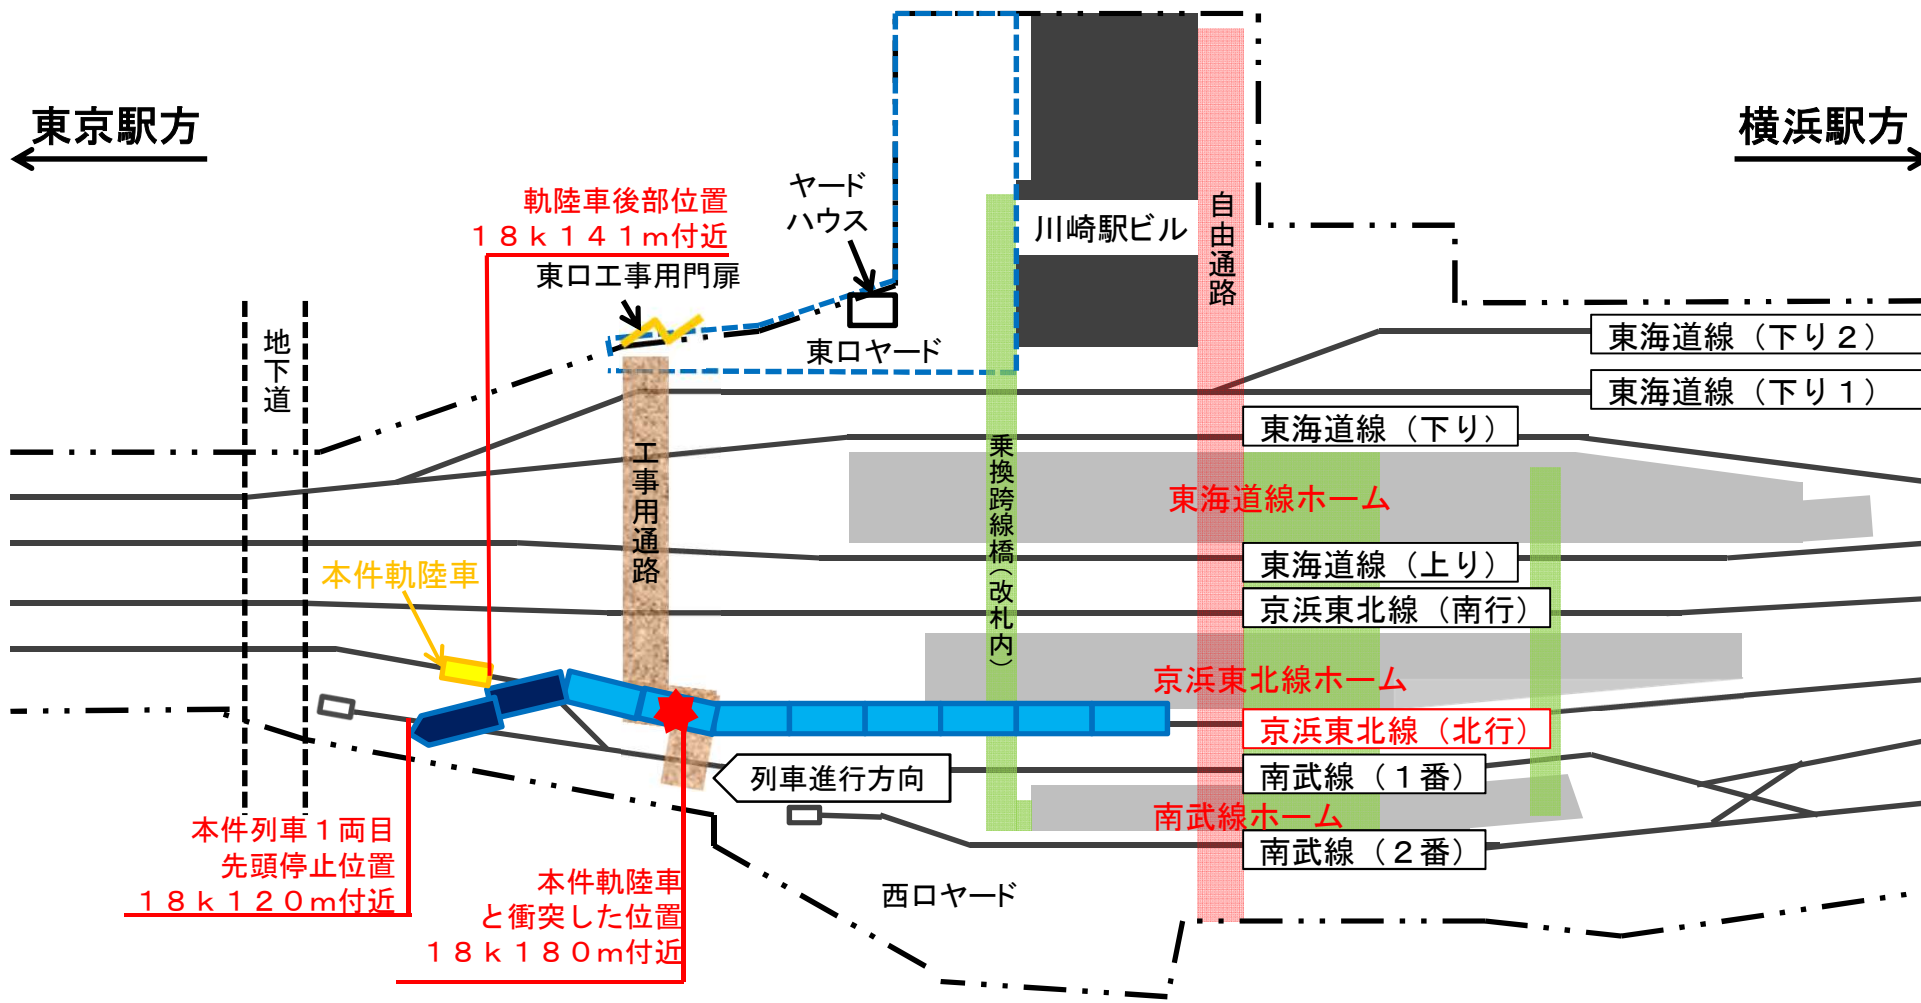 東京駅方
横浜駅方
軌陸車後部位置
18k141m付近
ヤード
ハウス
東口工事用門扉
川崎駅ビル
自由通路
地下道
東口ヤード
東海道線（下り2）
東海道線（下り1）
東海道線（下り）
工事用通路
乗換跨線橋（改札内）
東海道線ホーム
東海道線（上り）
本件軌陸車
京浜東北線（南行）
京浜東北線ホーム
京浜東北線（北行）
列車進行方向
南武線（1番）
南武線ホーム
南武線（2番）
本件列車1両目
先頭停止位置
18k120m付近
本件軌陸車
と衝突した位置
18k180m付近
西口ヤード